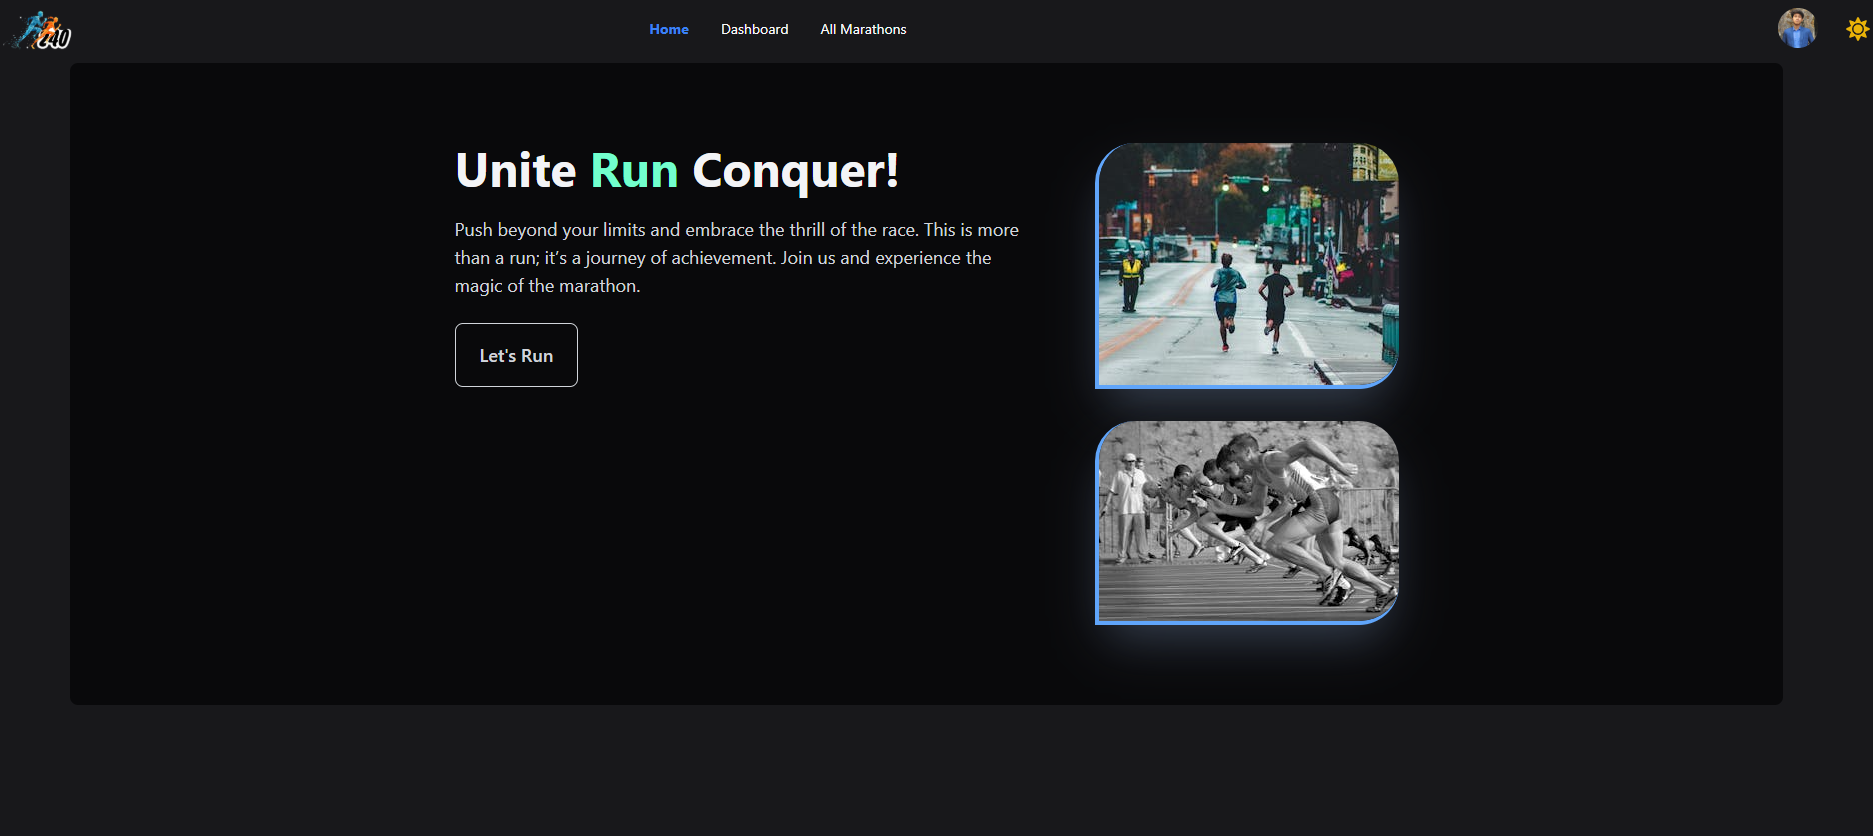 240
Home Dashboard All Marathons
Unite Run Conquer!
Push beyond your limits and embrace the thrill of the race. This is more
than a run; it’s a journey of achievement. Join us and experience the
magic of the marathon.
Let's Run